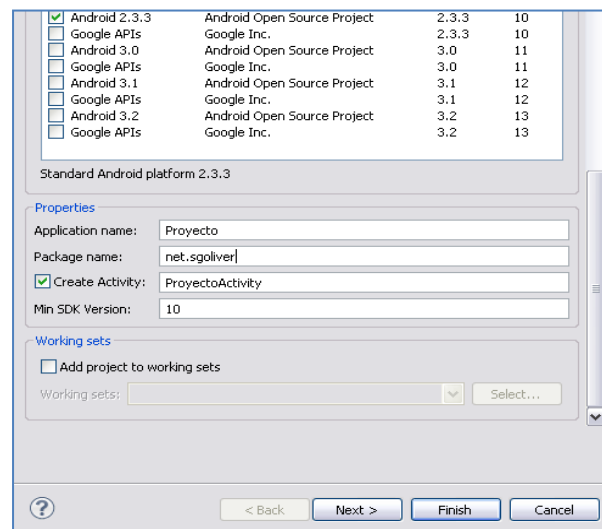 Android 2.3.3 Android Open Source Project 2.3.3 10
Google APIs Google Inc. 2.3.3 10
Android 3.0 Android Open Source Project 3.0 11
Google APIs Google Inc. 3.0 11
Android 3.1 Android Open Source Project 3.1 12
Google APIs Google Inc. 3.1 12
Android 3.2 Android Open Source Project 3.2 13
Google APIs Google Inc. 3.2 13
Standard Android platform 2.3.3
Properties
Application name: Proyecto
Package name: net.sgoliver
Create Activity: ProyectoActivity
Min SDK Version: 10
Working sets
Add project to working sets
Working sets: Select...
? < Back Next > Finish Cancel